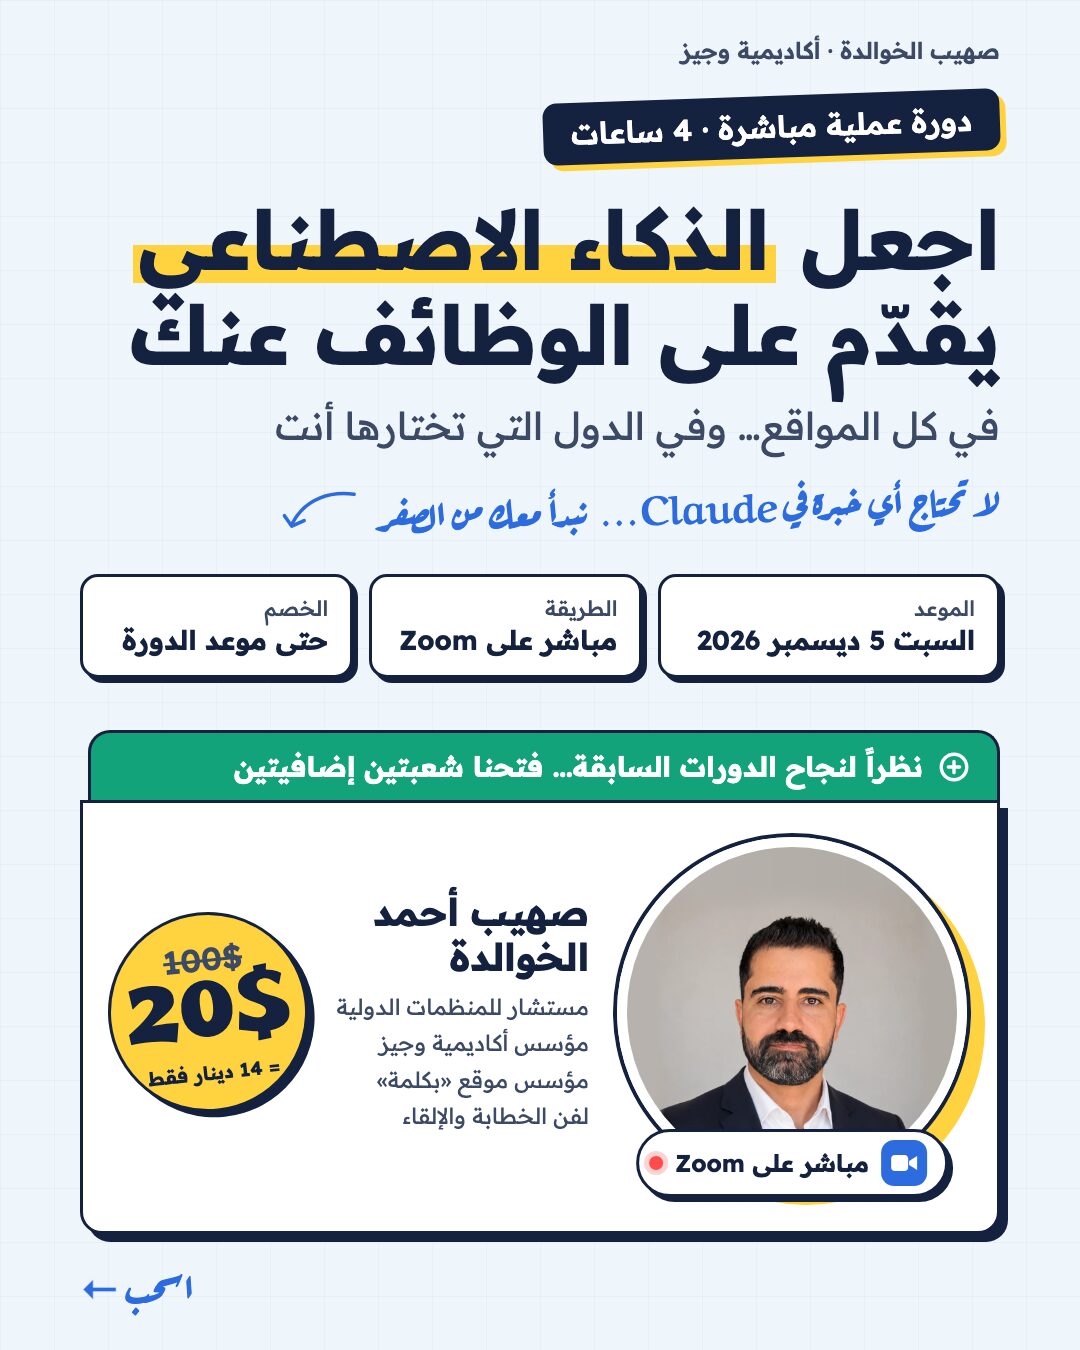 صهيب الخوالدة · أكاديمية وجيز
دورة عملية مباشرة · 4 ساعات
اجعل الذكاء الاصطناعي
يقدّم على الوظائف عنك
في كل المواقع... وفي الدول التي تختارها أنت
لا تحتاج أي خبرة في Claude... نبدأ معك من الصفر
الموعد
السبت 5 ديسمبر 2026
الطريقة
مباشر على Zoom
الخصم
حتى موعد الدورة
نظراً لنجاح الدورات السابقة... فتحنا شعبتين إضافيتين
صهيب أحمد
الخوالدة
مستشار للمنظمات الدولية
مؤسس أكاديمية وجيز
مؤسس موقع «بكلمة»
لفن الخطابة والإلقاء
100$
20$
= 14 دينار فقط
مباشر على Zoom
اسحب ←